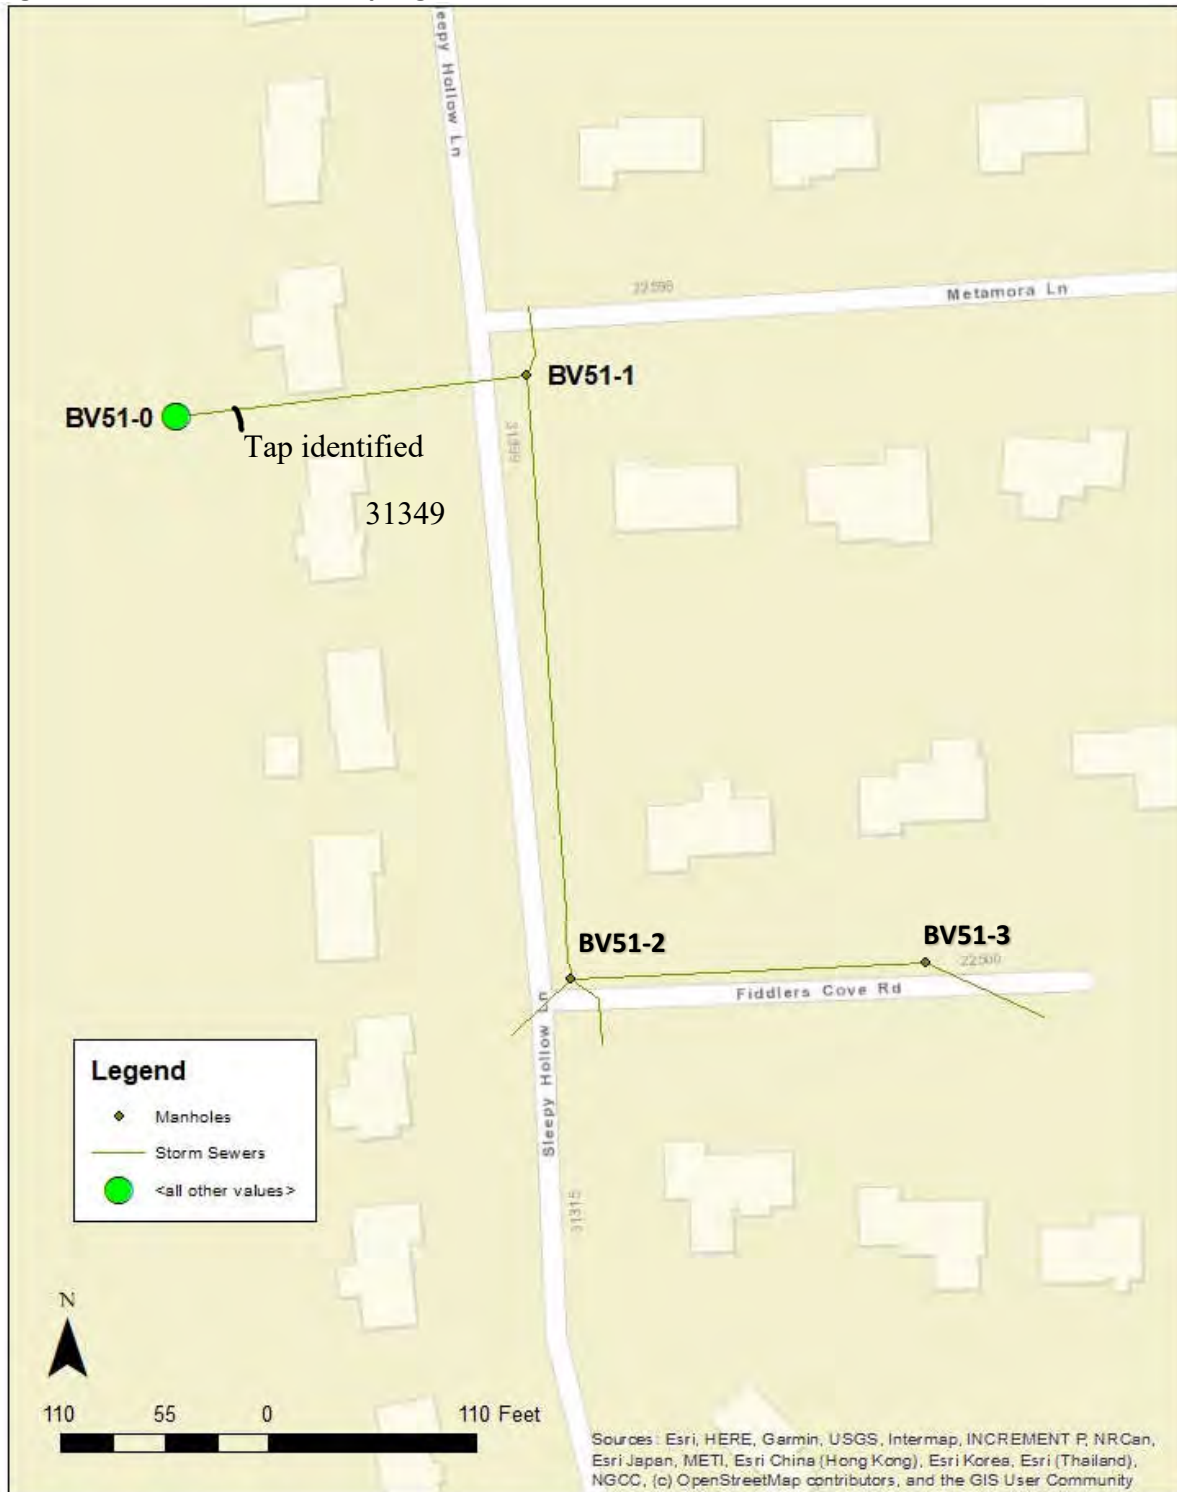 eepy Hollow Ln
22596
Metamora Ln
BV51-1
BV51-0
Tap identified
31399
31349
BV51-2
BV51-3
22500
Fiddlers Cove Rd
Sleepy Hollow Ln
Legend
Manholes
Storm Sewers
<all other values>
31315
N
110 55 0 110 Feet
Sources: Esri, HERE, Garmin, USGS, Intermap, INCREMENT P, NRCan,
Esri Japan, METI, Esri China (Hong Kong), Esri Korea, Esri (Thailand),
NGCC, (c) OpenStreetMap contributors, and the GIS User Community